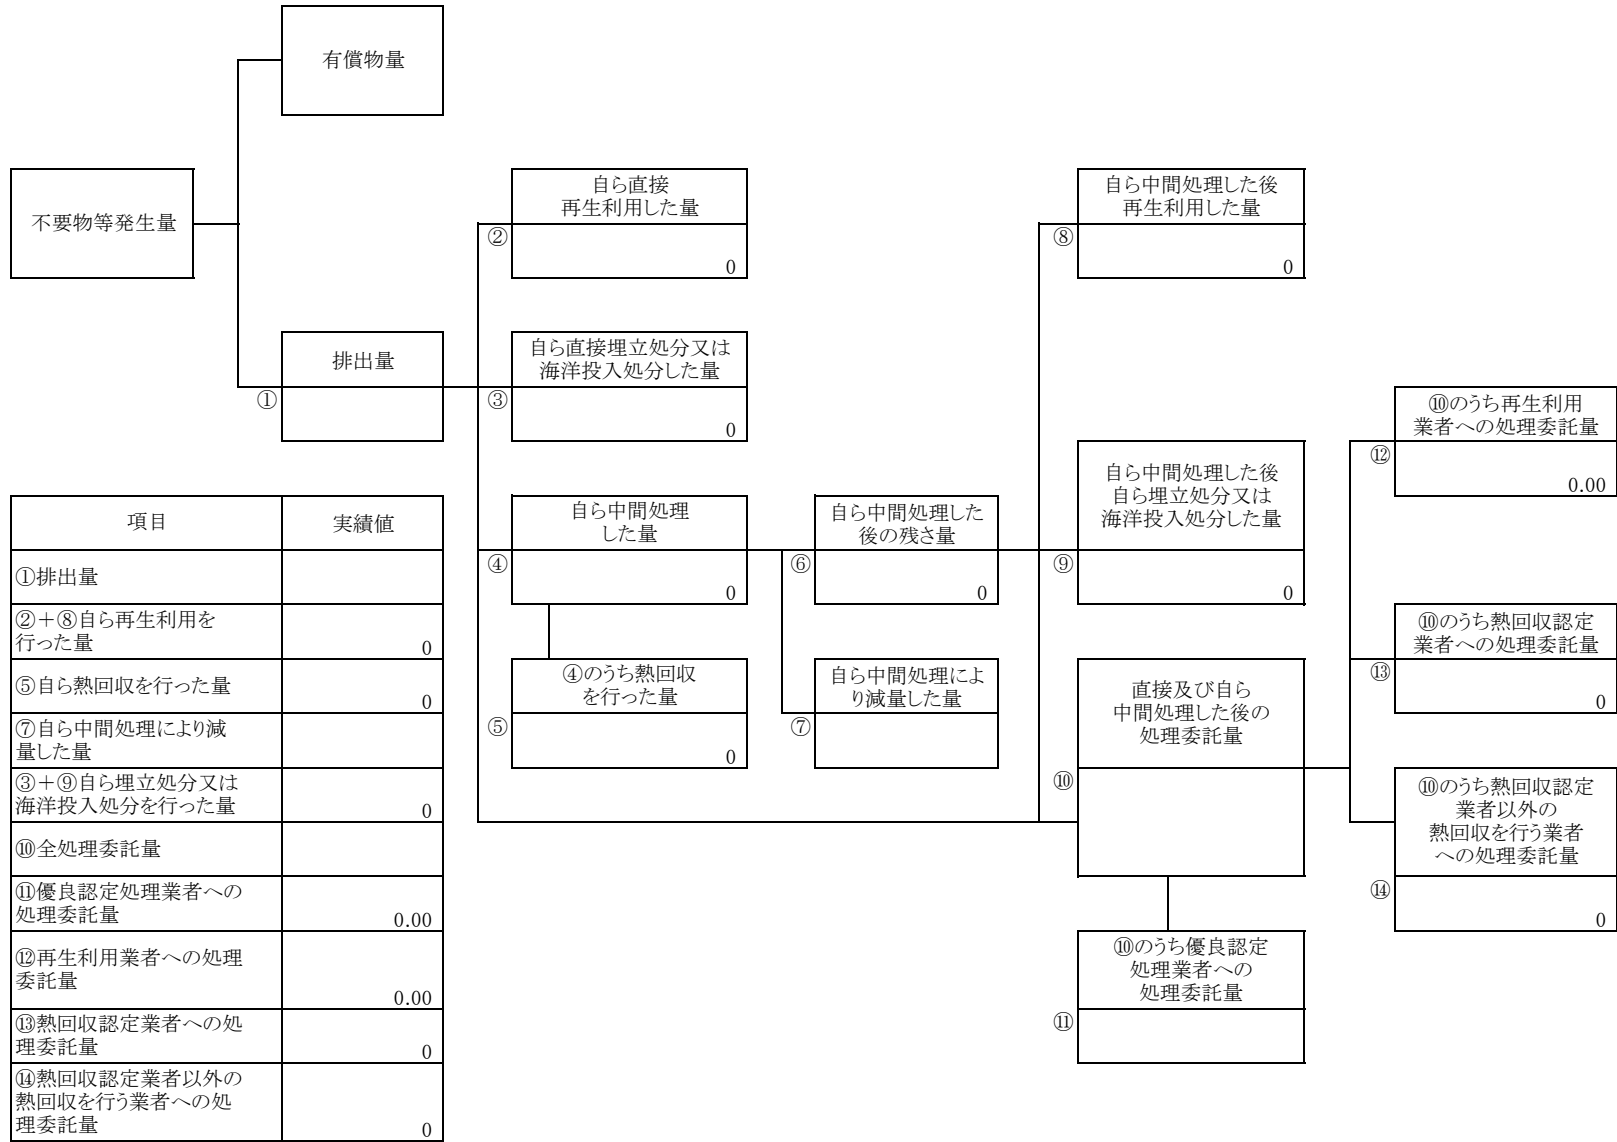 有償物量
不要物等発生量
自ら直接
再生利用した量
②
0
自ら中間処理した後
再生利用した量
⑧
0
排出量
①
自ら直接埋立処分又は
海洋投入処分した量
③
0
自ら中間処理
した量
④
0
自ら中間処理した
後の残さ量
⑥
0
自ら中間処理した後
自ら埋立処分又は
海洋投入処分した量
⑨
0
④のうち熱回収
を行った量
⑤
0
自ら中間処理によ
り減量した量
⑦
直接及び自ら
中間処理した後の
処理委託量
⑩
⑩のうち優良認定
処理業者への
処理委託量
⑪
⑩のうち再生利用
業者への処理委託量
⑫
0.00
⑩のうち熱回収認定
業者への処理委託量
⑬
0
⑩のうち熱回収認定
業者以外の
熱回収を行う業者
への処理委託量
⑭
0
項目 実績値
①排出量
②+⑧自ら再生利用を
行った量 0
⑤自ら熱回収を行った量 0
⑦自ら中間処理により減
量した量
③+⑨自ら埋立処分又は
海洋投入処分を行った量 0
⑩全処理委託量
⑪優良認定処理業者への
処理委託量 0.00
⑫再生利用業者への処理
委託量 0.00
⑬熱回収認定業者への処
理委託量 0
⑭熱回収認定業者以外の
熱回収を行う業者への処
理委託量 0